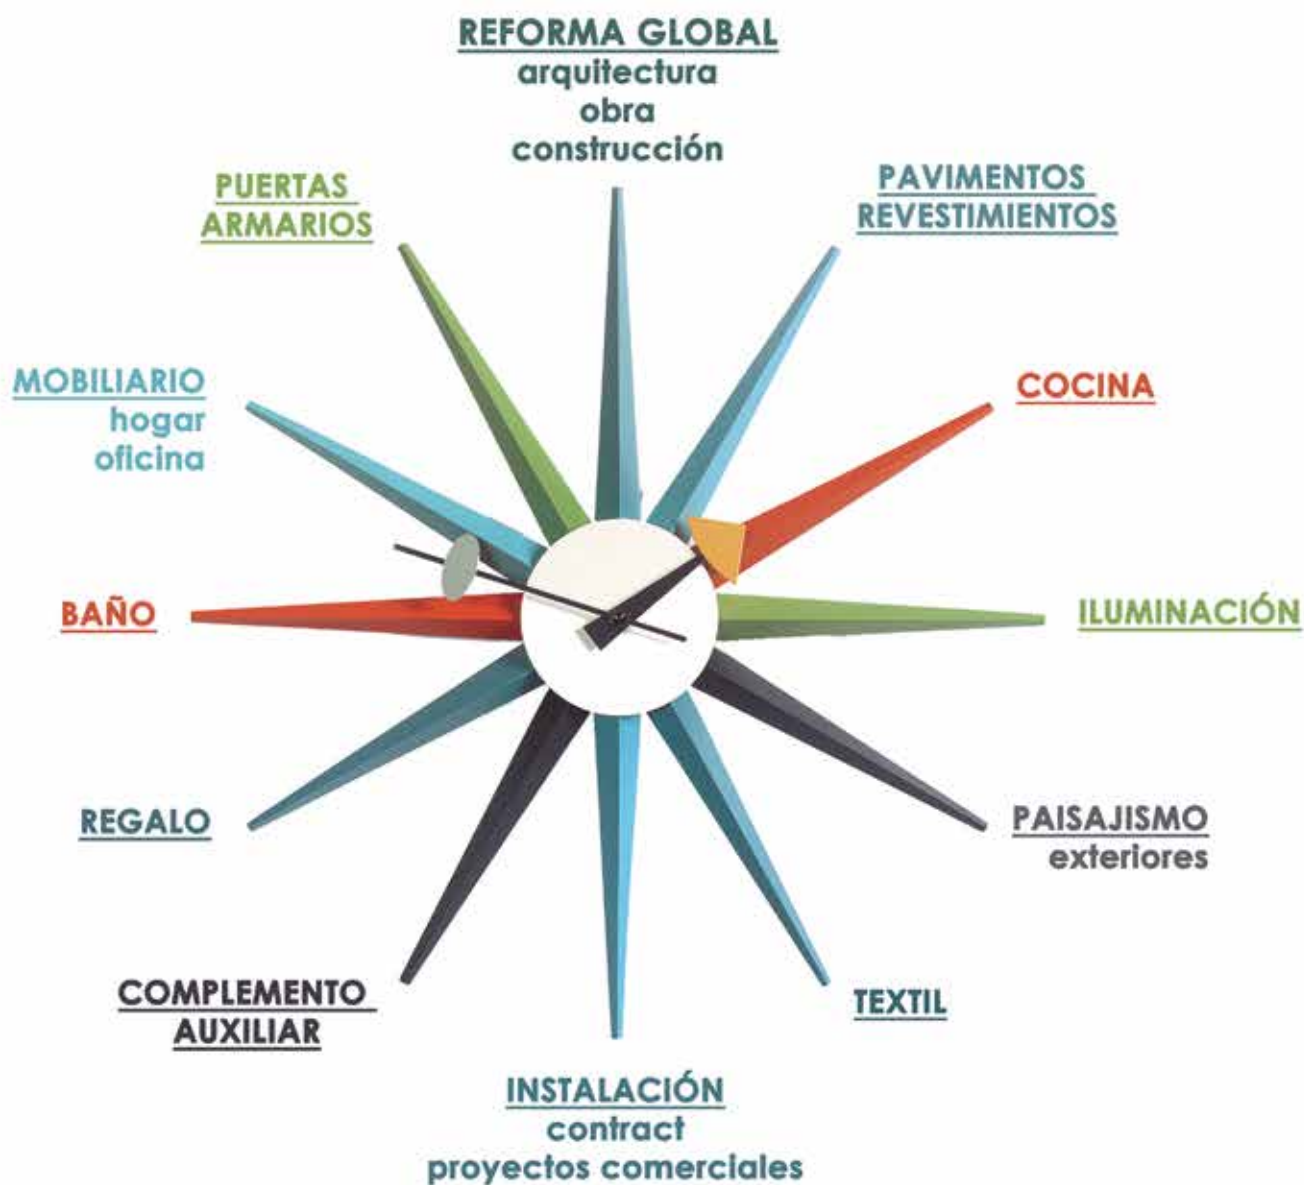 REFORMA GLOBAL
arquitectura
obra
construcción
PAVIMENTOS
REVESTIMIENTOS
COCINA
ILUMINACIÓN
PAISAJISMO
exteriores
TEXTIL
INSTALACIÓN
contract
proyectos comerciales
COMPLEMENTO
AUXILIAR
REGALO
BAÑO
MOBILIARIO
hogar
oficina
PUERTAS
ARMARIOS